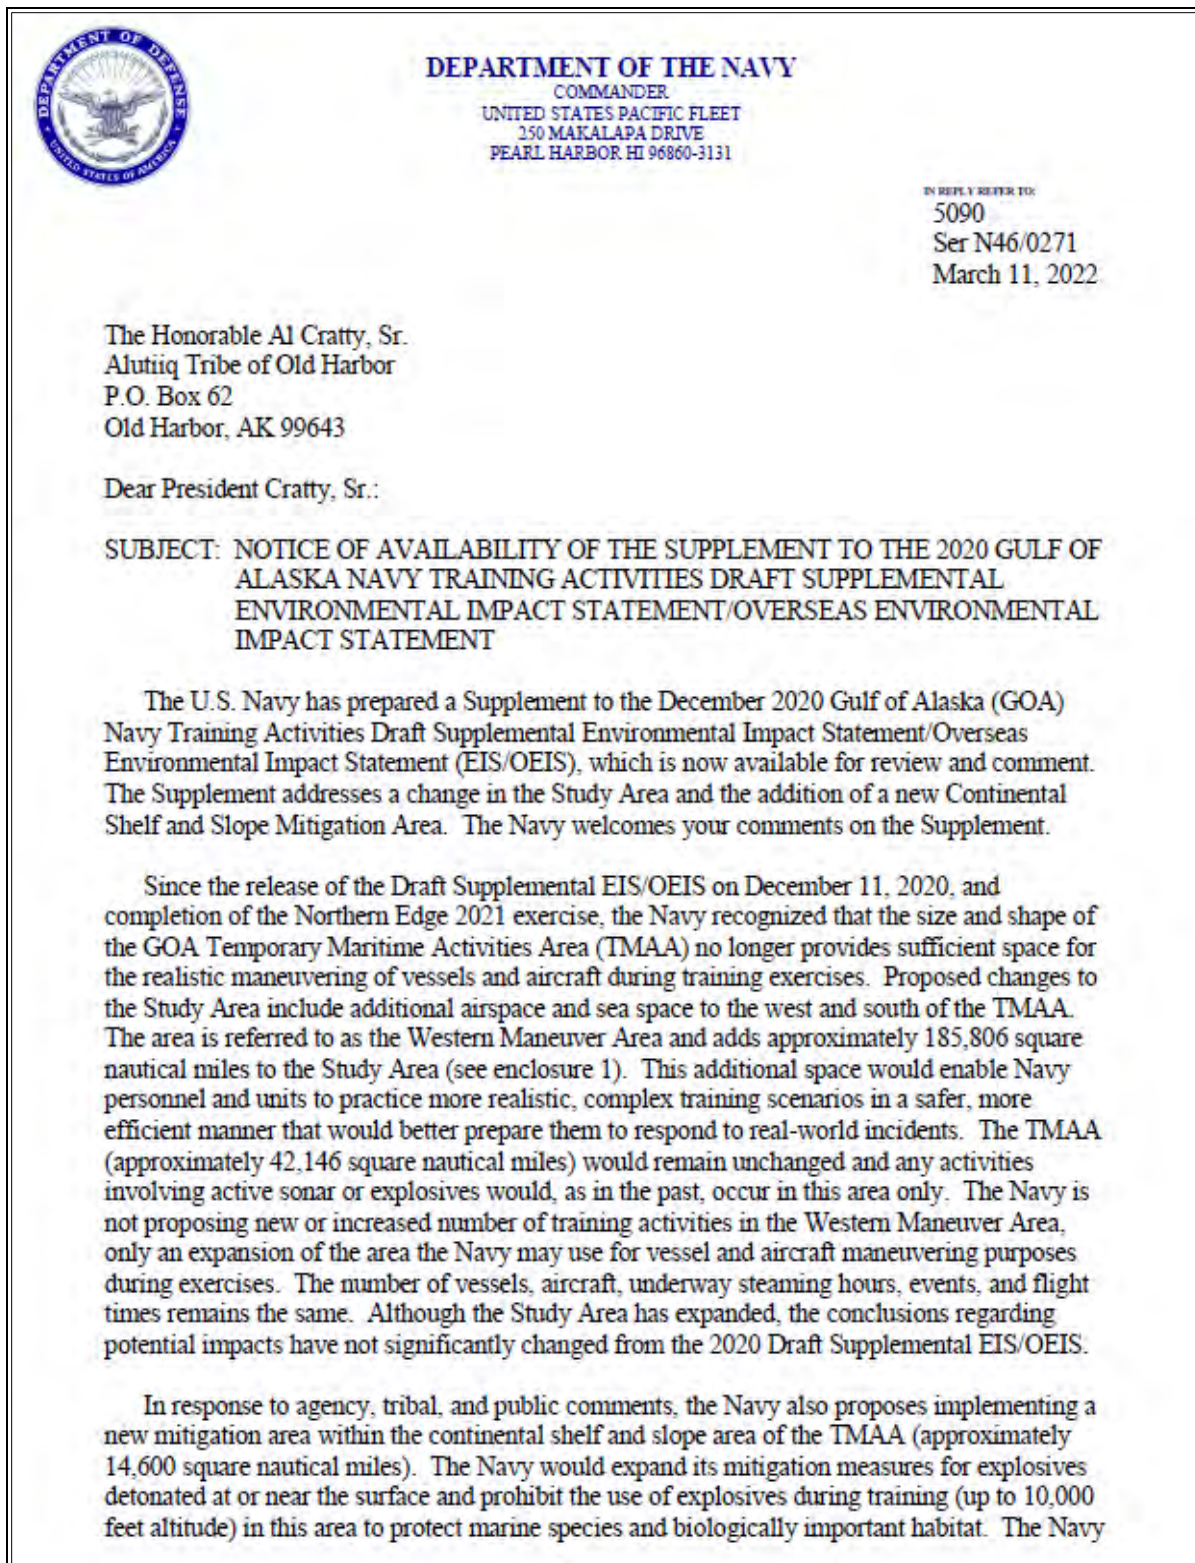 DEPARTMENT OF DEFENSE
UNITED STATES OF AMERICA
DEPARTMENT OF THE NAVY
COMMANDER
UNITED STATES PACIFIC FLEET
250 MAKALAPA DRIVE
PEARL HARBOR HI 96860-3131
IN REPLY REFER TO:
5090
Ser N46/0271
March 11, 2022
The Honorable Al Cratty, Sr.
Alutiiq Tribe of Old Harbor
P.O. Box 62
Old Harbor, AK 99643
Dear President Cratty, Sr.:
SUBJECT: NOTICE OF AVAILABILITY OF THE SUPPLEMENT TO THE 2020 GULF OF
ALASKA NAVY TRAINING ACTIVITIES DRAFT SUPPLEMENTAL
ENVIRONMENTAL IMPACT STATEMENT/OVERSEAS ENVIRONMENTAL
IMPACT STATEMENT
The U.S. Navy has prepared a Supplement to the December 2020 Gulf of Alaska (GOA)
Navy Training Activities Draft Supplemental Environmental Impact Statement/Overseas
Environmental Impact Statement (EIS/OEIS), which is now available for review and comment.
The Supplement addresses a change in the Study Area and the addition of a new Continental
Shelf and Slope Mitigation Area. The Navy welcomes your comments on the Supplement.
Since the release of the Draft Supplemental EIS/OEIS on December 11, 2020, and
completion of the Northern Edge 2021 exercise, the Navy recognized that the size and shape of
the GOA Temporary Maritime Activities Area (TMAA) no longer provides sufficient space for
the realistic maneuvering of vessels and aircraft during training exercises. Proposed changes to
the Study Area include additional airspace and sea space to the west and south of the TMAA.
The area is referred to as the Western Maneuver Area and adds approximately 185,806 square
nautical miles to the Study Area (see enclosure 1). This additional space would enable Navy
personnel and units to practice more realistic, complex training scenarios in a safer, more
efficient manner that would better prepare them to respond to real-world incidents. The TMAA
(approximately 42,146 square nautical miles) would remain unchanged and any activities
involving active sonar or explosives would, as in the past, occur in this area only. The Navy is
not proposing new or increased number of training activities in the Western Maneuver Area,
only an expansion of the area the Navy may use for vessel and aircraft maneuvering purposes
during exercises. The number of vessels, aircraft, underway steaming hours, events, and flight
times remains the same. Although the Study Area has expanded, the conclusions regarding
potential impacts have not significantly changed from the 2020 Draft Supplemental EIS/OEIS.
In response to agency, tribal, and public comments, the Navy also proposes implementing a
new mitigation area within the continental shelf and slope area of the TMAA (approximately
14,600 square nautical miles). The Navy would expand its mitigation measures for explosives
detonated at or near the surface and prohibit the use of explosives during training (up to 10,000
feet altitude) in this area to protect marine species and biologically important habitat. The Navy